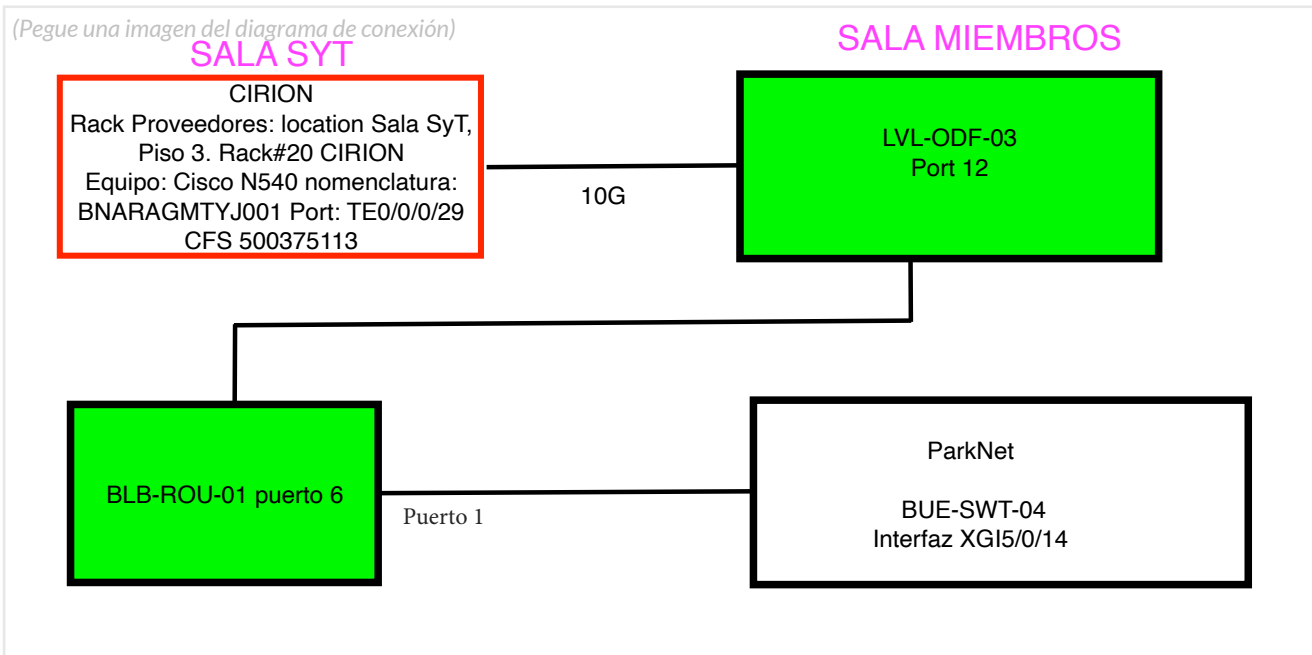 (Pegue una imagen del diagrama de conexión)
SALA SYT
SALA MIEMBROS
CIRION
Rack Proveedores: location Sala SyT,
Piso 3. Rack#20 CIRION
Equipo: Cisco N540 nomenclatura:
BNARAGMTYJ001 Port: TE0/0/0/29
CFS 500375113
10G
LVL-ODF-03
Port 12
BLB-ROU-01 puerto 6
Puerto 1
ParkNet
BUE-SWT-04
Interfaz XGI5/0/14